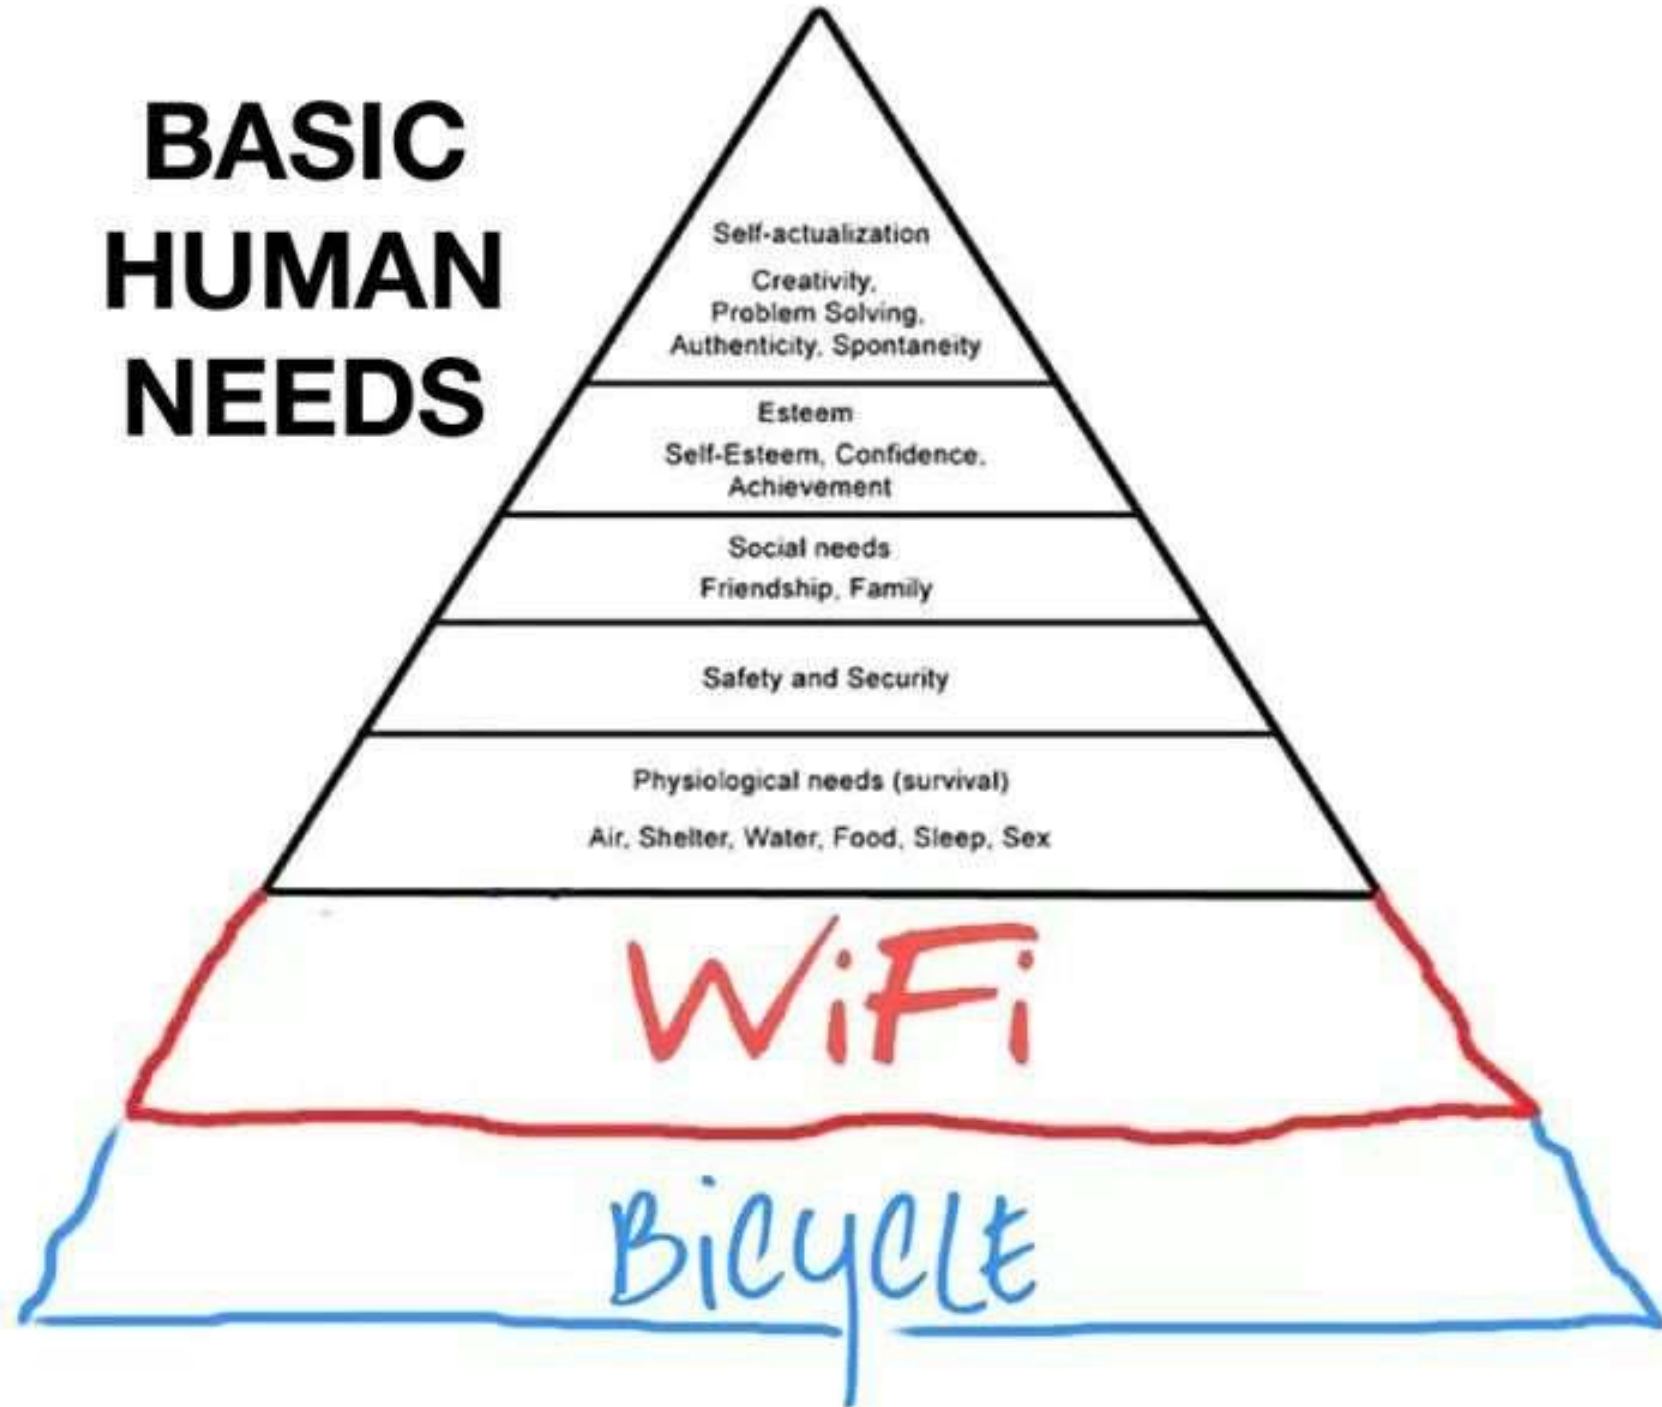 BASIC
HUMAN
NEEDS
Self-actualization
Creativity,
Problem Solving,
Authenticity, Spontaneity
Esteem
Self-Esteem, Confidence,
Achievement
Social needs
Friendship, Family
Safety and Security
Physiological needs (survival)
Air, Shelter, Water, Food, Sleep, Sex
WiFi
BiCYCLE